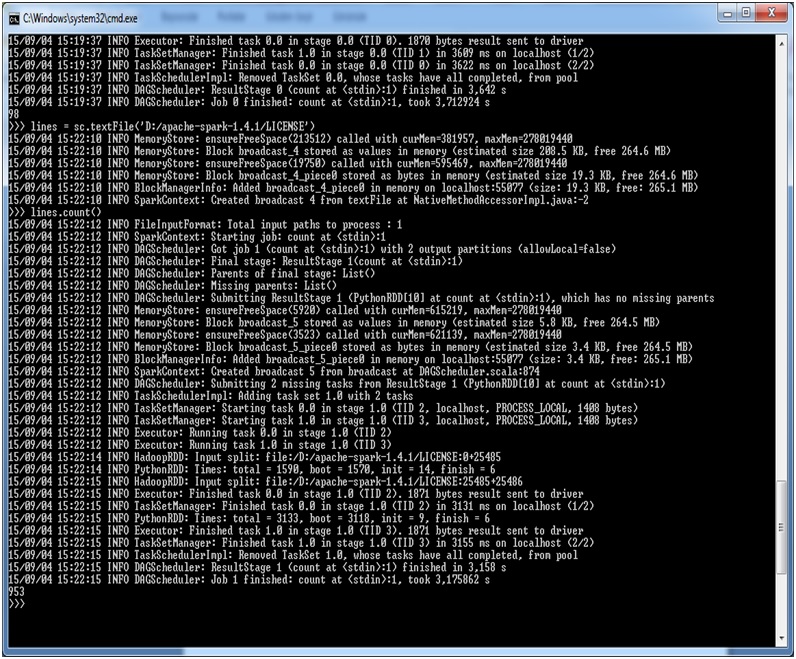 C:\Windows\system32\cmd.exe
15/09/04 15:19:37 INFO Executor: Finished task 0.0 in stage 0.0 (TID 0). 1870 bytes result sent to driver
15/09/04 15:19:37 INFO TaskSetManager: Finished task 1.0 in stage 0.0 (TID 1) in 3609 ms on localhost (1/2)
15/09/04 15:19:37 INFO TaskSetManager: Finished task 0.0 in stage 0.0 (TID 0) in 3622 ms on localhost (2/2)
15/09/04 15:19:37 INFO TaskSchedulerImpl: Removed TaskSet 0.0, whose tasks have all completed, from pool
15/09/04 15:19:37 INFO DAGScheduler: ResultStage 0 (count at <stdin>:1) finished in 3,642 s
15/09/04 15:19:37 INFO DAGScheduler: Job 0 finished: count at <stdin>:1, took 3,712924 s
98
>>> lines = sc.textFile('D:/apache-spark-1.4.1/LICENSE')
15/09/04 15:22:10 INFO MemoryStore: ensureFreeSpace(213512) called with curMem=381957, maxMem=278019440
15/09/04 15:22:10 INFO MemoryStore: Block broadcast_4 stored as values in memory (estimated size 208.5 KB, free 264.6 MB)
15/09/04 15:22:10 INFO MemoryStore: ensureFreeSpace(19750) called with curMem=595469, maxMem=278019440
15/09/04 15:22:10 INFO MemoryStore: Block broadcast_4_piece0 stored as bytes in memory (estimated size 19.3 KB, free 264.6 MB)
15/09/04 15:22:10 INFO BlockManagerInfo: Added broadcast_4_piece0 in memory on localhost:55077 (size: 19.3 KB, free: 265.1 MB)
15/09/04 15:22:10 INFO SparkContext: Created broadcast 4 from textFile at NativeMethodAccessorImpl.java:-2
>>> lines.count()
15/09/04 15:22:12 INFO FileInputFormat: Total input paths to process : 1
15/09/04 15:22:12 INFO SparkContext: Starting job: count at <stdin>:1
15/09/04 15:22:12 INFO DAGScheduler: Got job 1 (count at <stdin>:1) with 2 output partitions (allowLocal=false)
15/09/04 15:22:12 INFO DAGScheduler: Final stage: ResultStage 1(count at <stdin>:1)
15/09/04 15:22:12 INFO DAGScheduler: Parents of final stage: List()
15/09/04 15:22:12 INFO DAGScheduler: Missing parents: List()
15/09/04 15:22:12 INFO DAGScheduler: Submitting ResultStage 1 (PythonRDD[10] at count at <stdin>:1), which has no missing parents
15/09/04 15:22:12 INFO MemoryStore: ensureFreeSpace(5920) called with curMem=615219, maxMem=278019440
15/09/04 15:22:12 INFO MemoryStore: Block broadcast_5 stored as values in memory (estimated size 5.8 KB, free 264.5 MB)
15/09/04 15:22:12 INFO MemoryStore: ensureFreeSpace(3523) called with curMem=621139, maxMem=278019440
15/09/04 15:22:12 INFO MemoryStore: Block broadcast_5_piece0 stored as bytes in memory (estimated size 3.4 KB, free 264.5 MB)
15/09/04 15:22:12 INFO BlockManagerInfo: Added broadcast_5_piece0 in memory on localhost:55077 (size: 3.4 KB, free: 265.1 MB)
15/09/04 15:22:12 INFO SparkContext: Created broadcast 5 from broadcast at DAGScheduler.scala:874
15/09/04 15:22:12 INFO DAGScheduler: Submitting 2 missing tasks from ResultStage 1 (PythonRDD[10] at count at <stdin>:1)
15/09/04 15:22:12 INFO TaskSchedulerImpl: Adding task set 1.0 with 2 tasks
15/09/04 15:22:12 INFO TaskSetManager: Starting task 0.0 in stage 1.0 (TID 2, localhost, PROCESS_LOCAL, 1408 bytes)
15/09/04 15:22:12 INFO TaskSetManager: Starting task 1.0 in stage 1.0 (TID 3, localhost, PROCESS_LOCAL, 1408 bytes)
15/09/04 15:22:12 INFO Executor: Running task 0.0 in stage 1.0 (TID 2)
15/09/04 15:22:12 INFO Executor: Running task 1.0 in stage 1.0 (TID 3)
15/09/04 15:22:14 INFO HadoopRDD: Input split: file:/D:/apache-spark-1.4.1/LICENSE:0+25485
15/09/04 15:22:14 INFO PythonRDD: Times: total = 1590, boot = 1570, init = 14, finish = 6
15/09/04 15:22:15 INFO HadoopRDD: Input split: file:/D:/apache-spark-1.4.1/LICENSE:25485+25486
15/09/04 15:22:15 INFO Executor: Finished task 0.0 in stage 1.0 (TID 2). 1871 bytes result sent to driver
15/09/04 15:22:15 INFO TaskSetManager: Finished task 0.0 in stage 1.0 (TID 2) in 3131 ms on localhost (1/2)
15/09/04 15:22:15 INFO PythonRDD: Times: total = 3133, boot = 3118, init = 9, finish = 6
15/09/04 15:22:15 INFO Executor: Finished task 1.0 in stage 1.0 (TID 3). 1871 bytes result sent to driver
15/09/04 15:22:15 INFO TaskSetManager: Finished task 1.0 in stage 1.0 (TID 3) in 3155 ms on localhost (2/2)
15/09/04 15:22:15 INFO TaskSchedulerImpl: Removed TaskSet 1.0, whose tasks have all completed, from pool
15/09/04 15:22:15 INFO DAGScheduler: ResultStage 1 (count at <stdin>:1) finished in 3,158 s
15/09/04 15:22:15 INFO DAGScheduler: Job 1 finished: count at <stdin>:1, took 3,175862 s
953
>>>